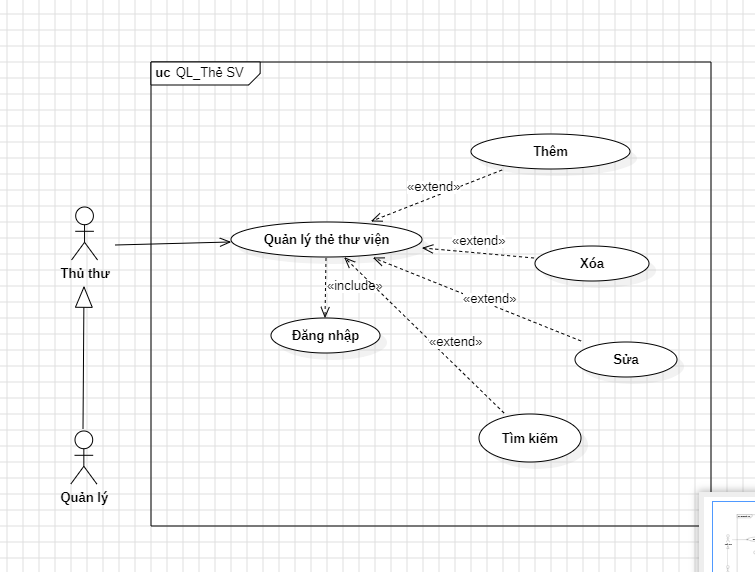 uc QL_Thẻ SV
Thêm
«extend»
Quản lý thẻ thư viện
«extend»
Xóa
Thủ thư
«include»
«extend»
Đăng nhập
«extend»
Sửa
Tìm kiếm
Quản lý